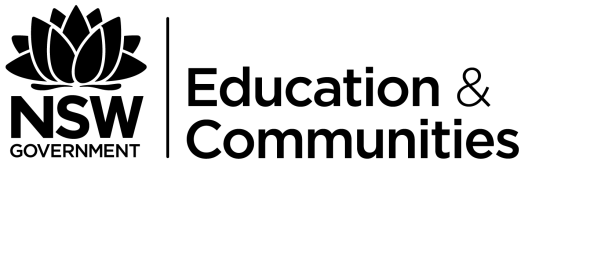 NSW
GOVERNMENT
Education &
Communities